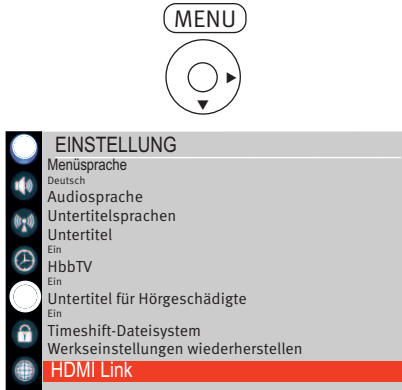 MENU
EINSTELLUNG
Menüsprache
Deutsch
Audiosprache
Untertitelsprachen
Untertitel
Ein
HbbTV
Ein
Untertitel für Hörgeschädigte
Ein
Timeshift-Dateisystem
Werkseinstellungen wiederherstellen
HDMI Link